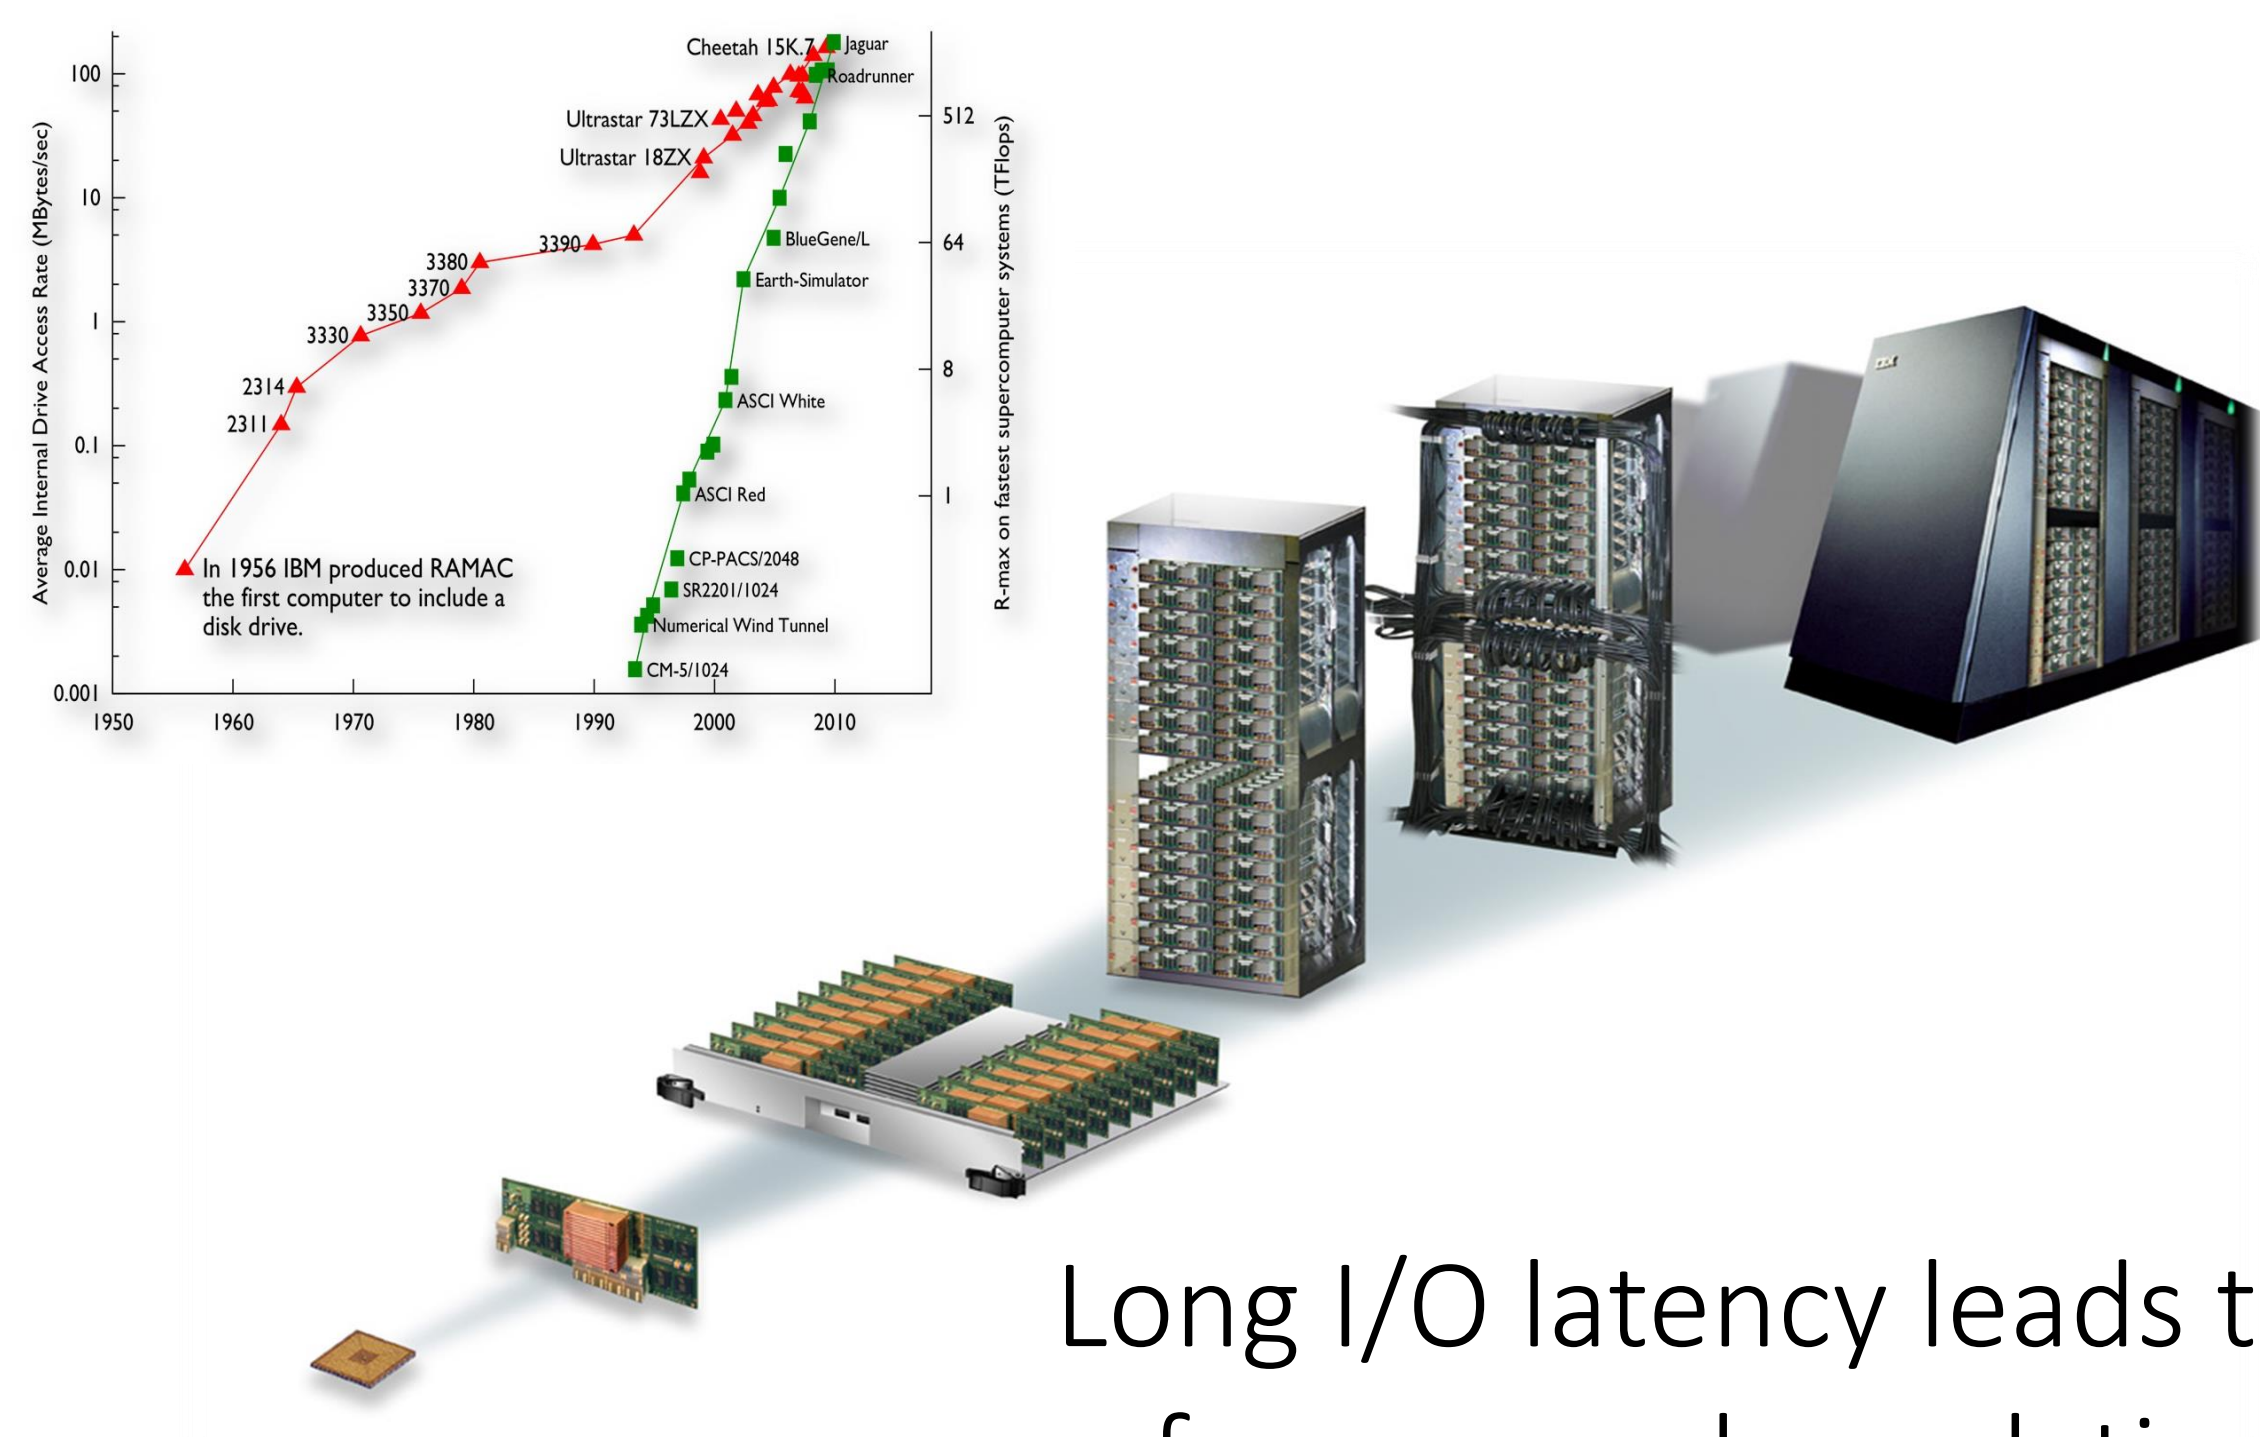 Average Internal Drive Access Rate (MBytes/sec)
100
10
1
0.1
0.01
0.001
1950
1960
1970
1980
1990
2000
2010
Cheetah 15K.7
Jaguar
Roadrunner
Ultrastar 73LZX
Ultrastar 18ZX
3390
3380
3370
3350
3330
2314
2311
BlueGene/L
Earth-Simulator
ASCI White
ASCI Red
CP-PACS/2048
SR2201/1024
Numerical Wind Tunnel
CM-5/1024
In 1956 IBM produced RAMAC
the first computer to include a
disk drive.
512
64
8
1
R-max on fastest supercomputer systems (TFlops)
IBM
Long I/O latency leads t